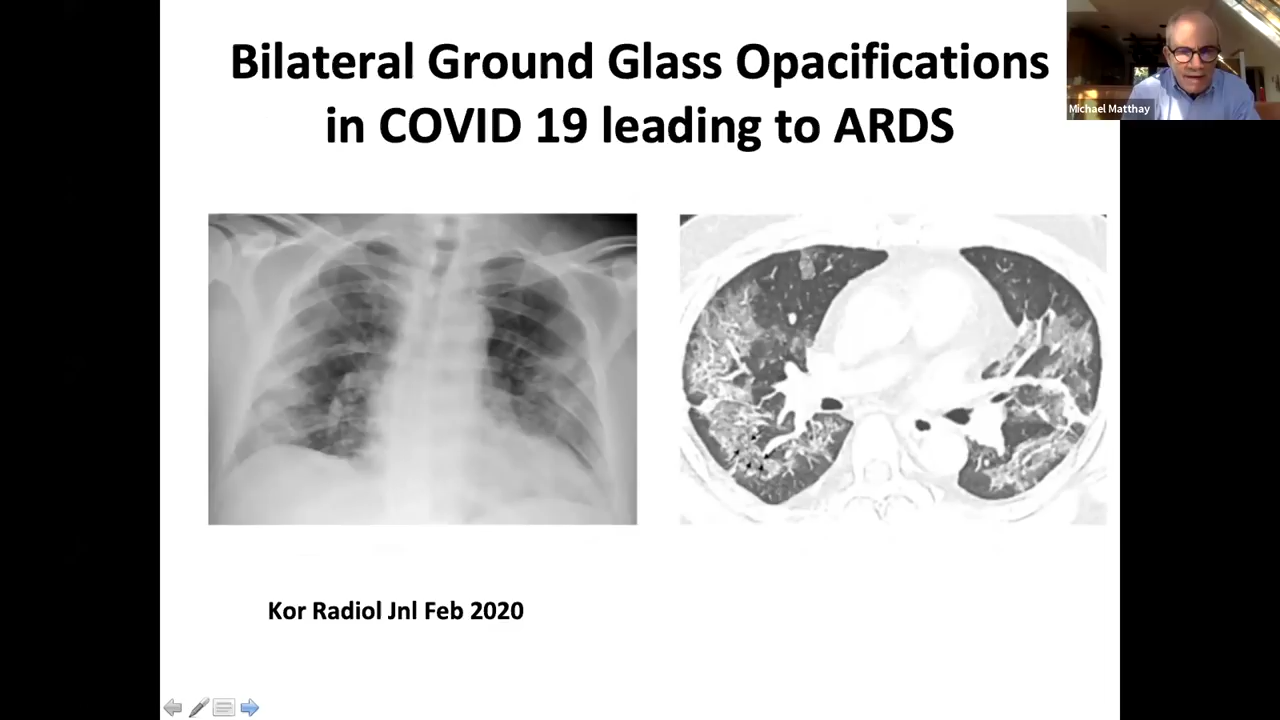 Bilateral Ground Glass Opacifications
in COVID 19 leading to ARDS
Michael Matthay
Kor Radiol Jnl Feb 2020